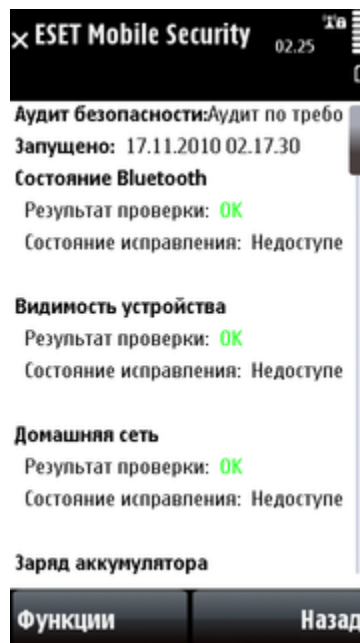 × ESET Mobile Security
02.25
Аудит безопасности:Аудит по требо
Запущено: 17.11.2010 02.17.30
Состояние Bluetooth
Результат проверки: OK
Состояние исправления: Недоступе
Видимость устройства
Результат проверки: OK
Состояние исправления: Недоступе
Домашняя сеть
Результат проверки: OK
Состояние исправления: Недоступе
Заряд аккумулятора
Функции
Назад